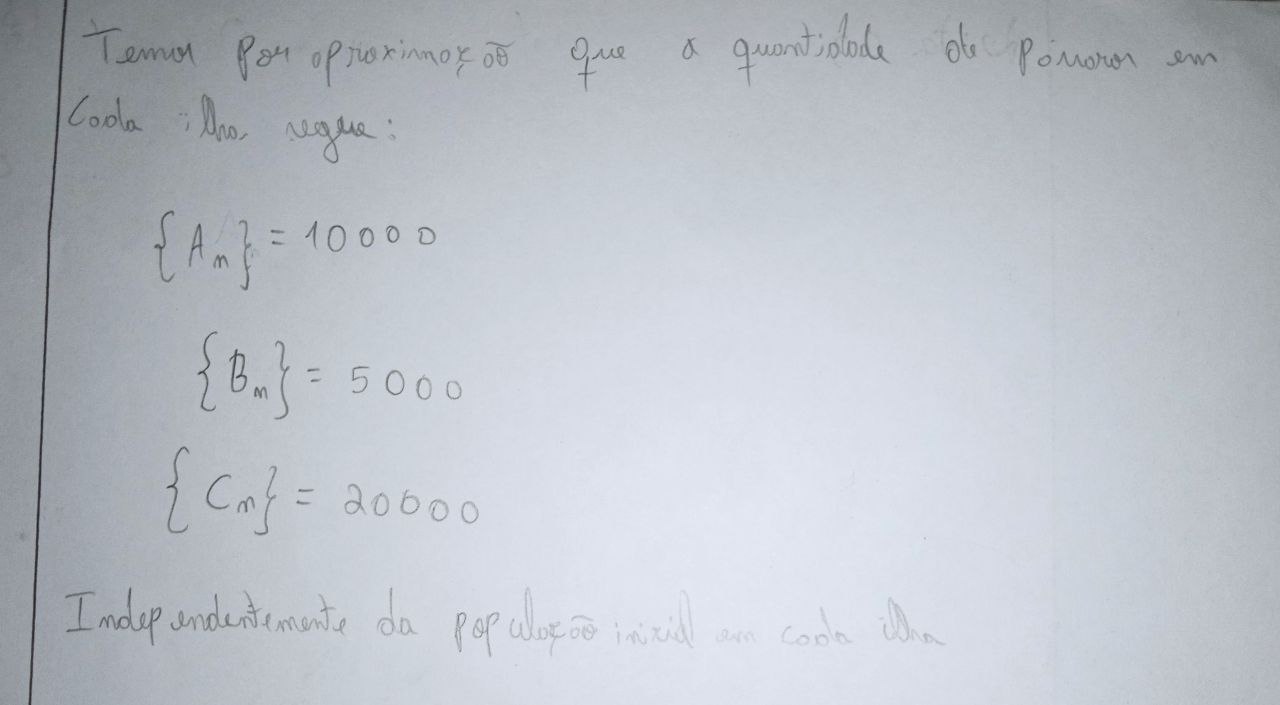 Temos por aproximação que a quantidade de pássaros em
Cada ilha segue:
{A_n} = 10000
{B_n} = 5000
{C_n} = 20000
Independentemente da população inicial em cada ilha